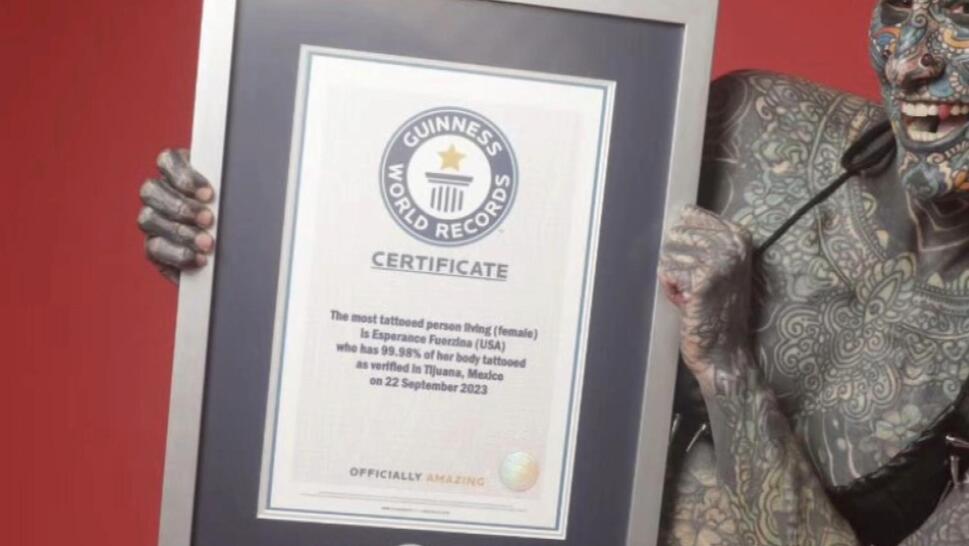 GUINNESS
WORLD RECORDS
CERTIFICATE
The most tattooed person living (female)
is Esperance Fuerzina (USA)
who has 99.98% of her body tattooed
as verified in Tijuana, Mexico
on 22 September 2023
OFFICIALLY AMAZING